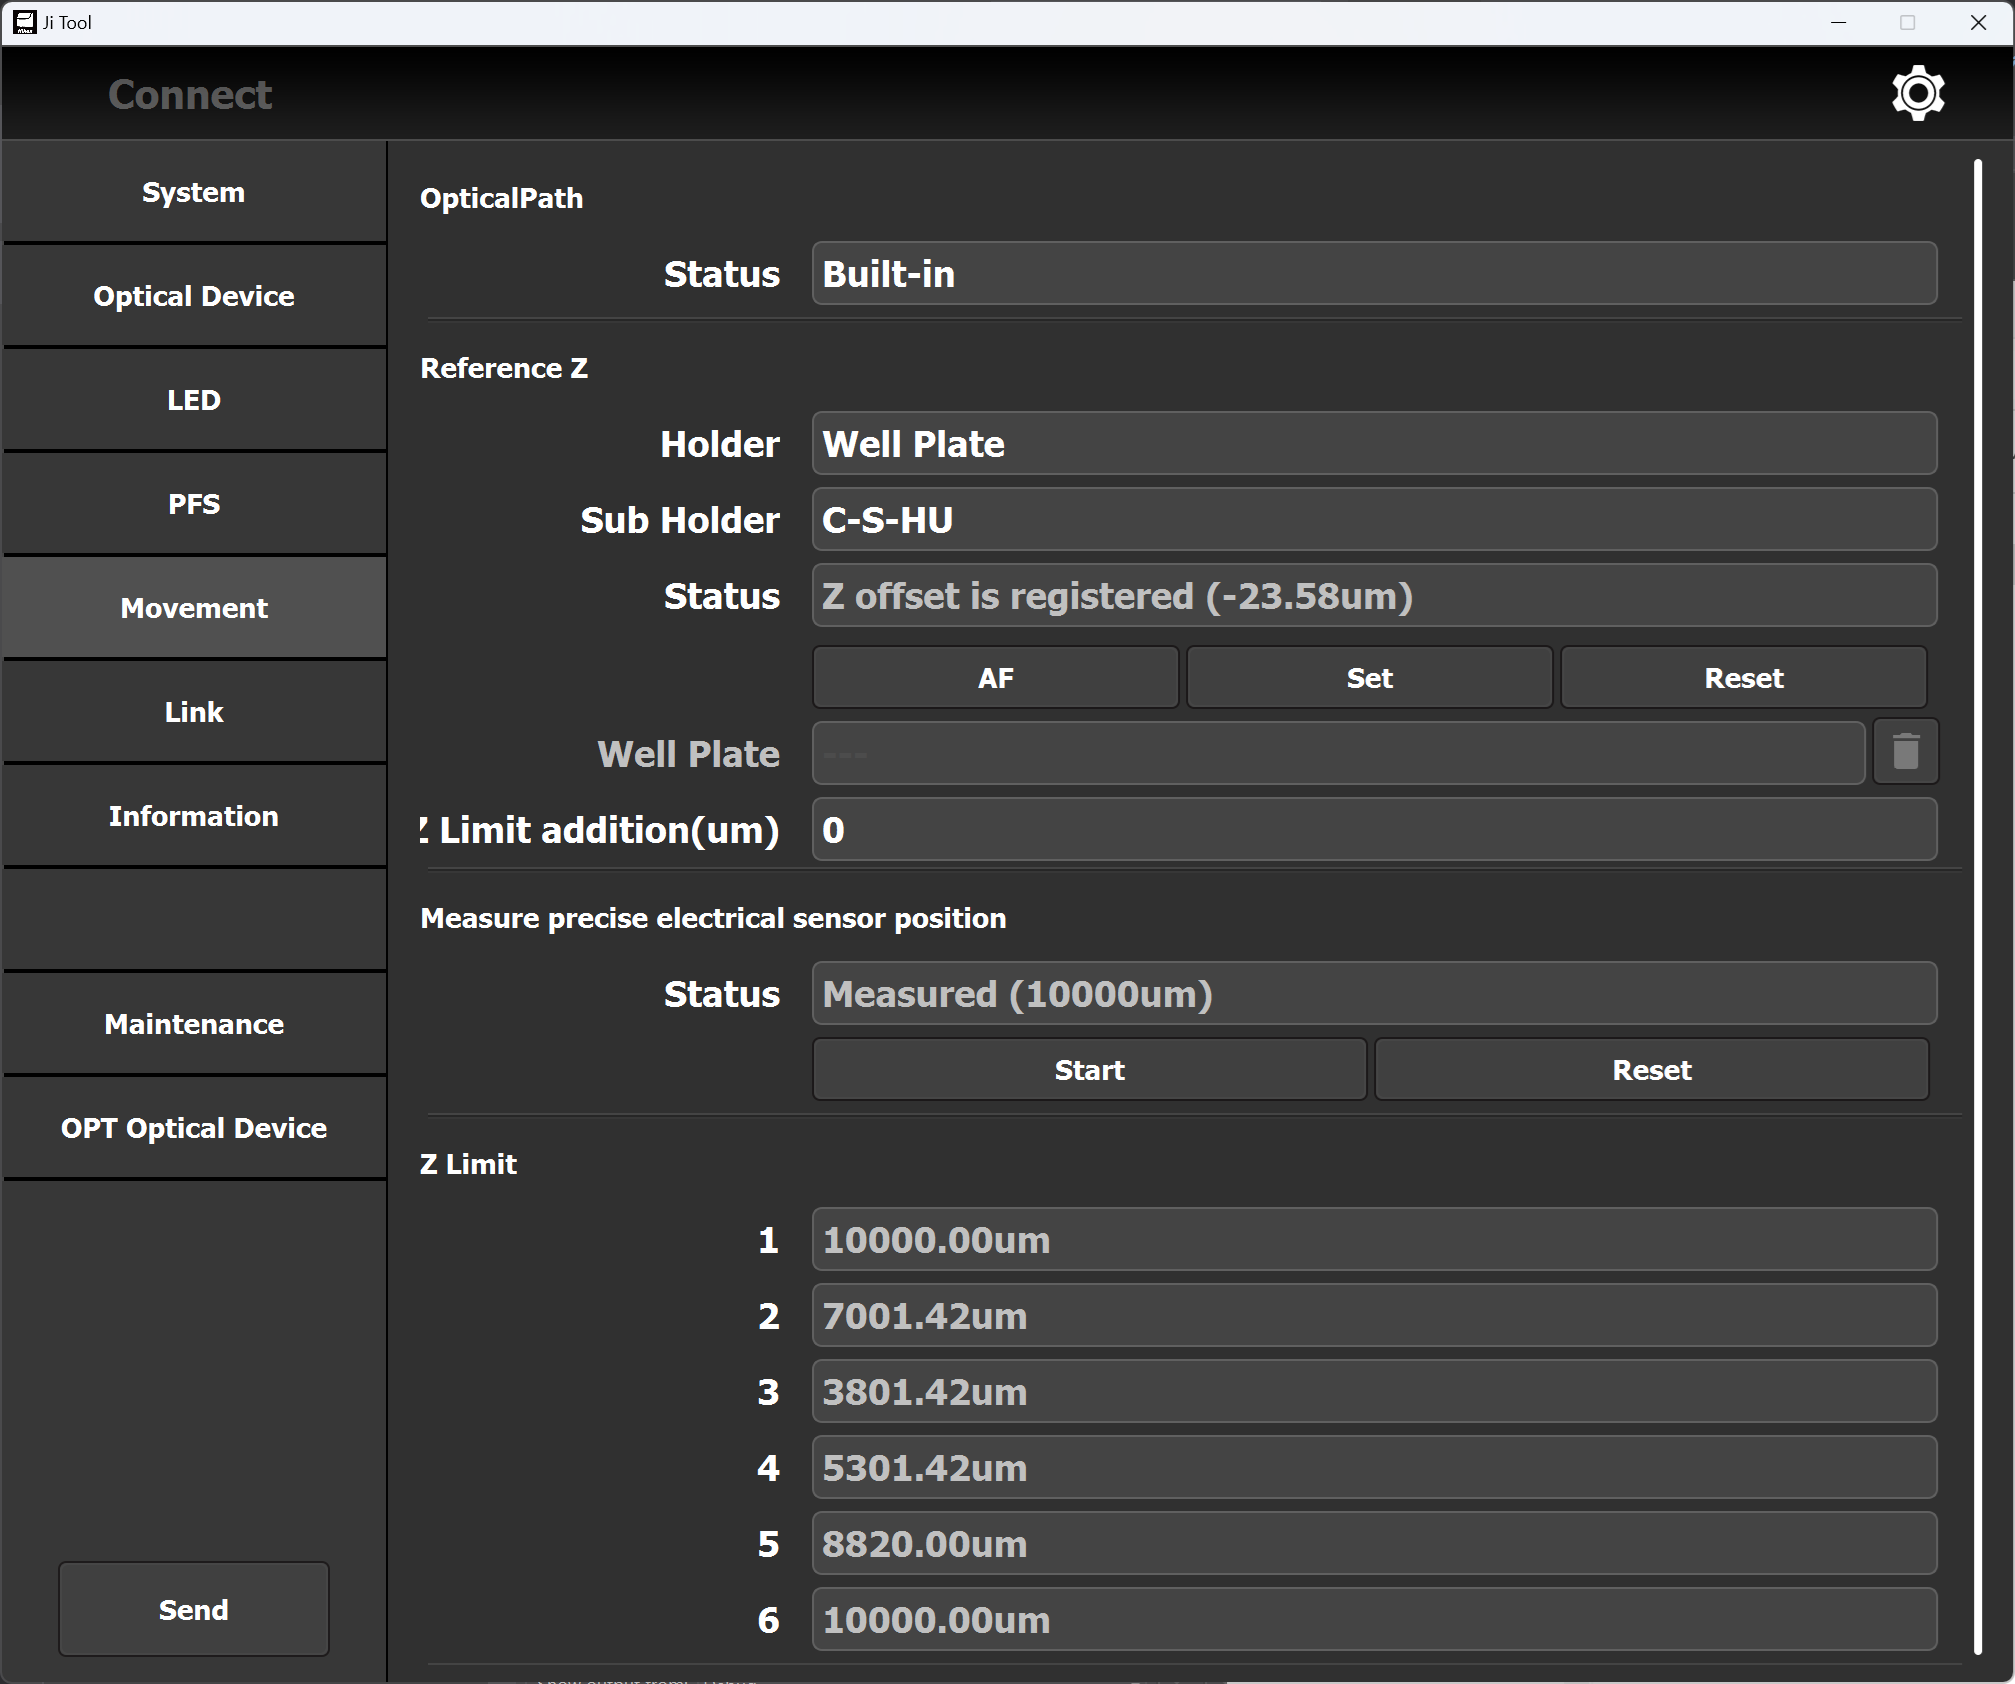 Ji Tool
Connect
System
Optical Device
LED
PFS
Movement
Link
Information
Maintenance
OPT Optical Device
Send
OpticalPath
Status Built-in
Reference Z
Holder Well Plate
Sub Holder C-S-HU
Status Z offset is registered (-23.58um)
AF Set Reset
Well Plate ---
Z Limit addition(um) 0
Measure precise electrical sensor position
Status Measured (10000um)
Start Reset
Z Limit
1 10000.00um
2 7001.42um
3 3801.42um
4 5301.42um
5 8820.00um
6 10000.00um